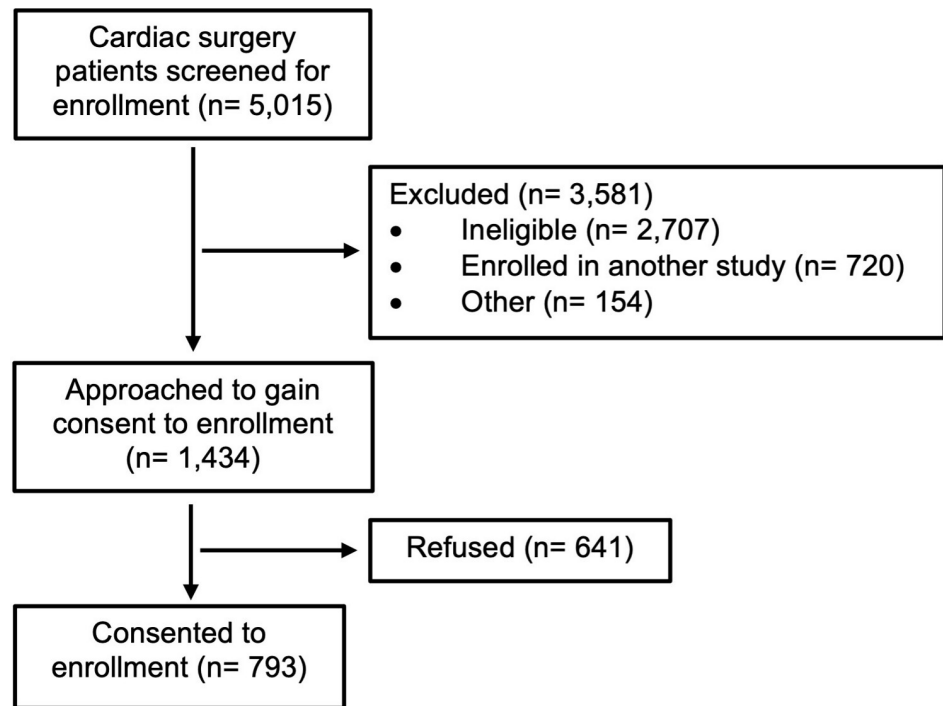 Cardiac surgery
patients screened for
enrollment (n= 5,015)
Excluded (n= 3,581)
• Ineligible (n= 2,707)
• Enrolled in another study (n= 720)
• Other (n= 154)
Approached to gain
consent to enrollment
(n= 1,434)
Refused (n= 641)
Consented to
enrollment (n= 793)